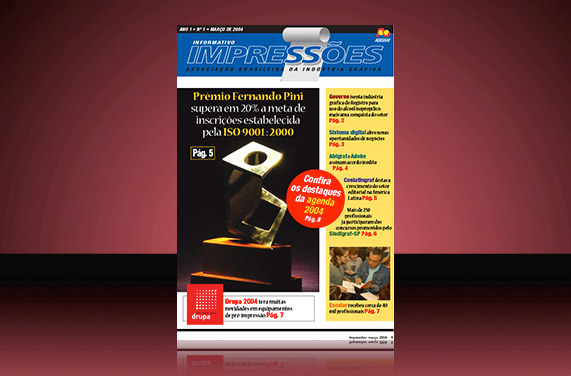 ANO 1 • Nº 1 • MARÇO DE 2004
ABIGRAF
INFORMATIVO
IMPRESSÕES
ASSOCIAÇÃO BRASILEIRA DA INDÚSTRIA GRÁFICA
Prêmio Fernando Pini
supera em 20% a meta de
inscrições estabelecida
pela ISO 9001:2000
Pág. 5
Confira
os destaques
da agenda
2004
Pág. 8
Governo isenta indústria
gráfica de Registro para
uso do álcool isopropílico:
mais uma conquista do setor
Pág. 2
Sistema digital abre novas
oportunidades de negócios
Pág. 3
Abigraf e Adobe
assinam acordo inédito
Pág. 4
Conlatingraf destaca
crescimento do setor
editorial na América
Latina Pág. 5
Mais de 250
profissionais
já participaram dos
concursos promovidos pelo
Sindigraf-SP Pág. 6
Escolar recebeu cerca de 40
mil profissionais Pág. 7
drupa
Drupa 2004 terá muitas
novidades em equipamentos
de pré-impressão Pág. 7
Impressões março 2004